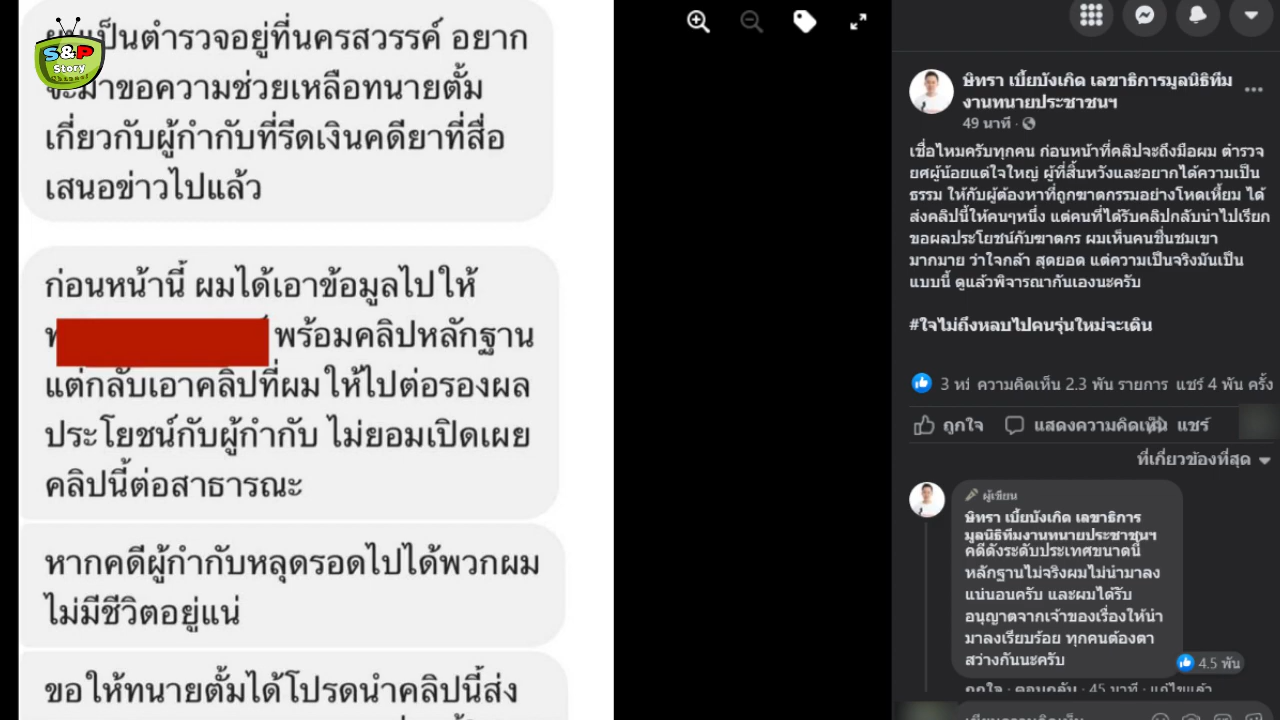 ผมเป็นตำรวจอยู่ที่นครสวรรค์ อยาก
จะมาขอความช่วยเหลือทนายตั้ม
เกี่ยวกับผู้กำกับที่รีดเงินคดียาที่สื่อ
เสนอข่าวไปแล้ว
ก่อนหน้านี้ ผมได้เอาข้อมูลไปให้
พร้อมคลิปหลักฐาน
แต่กลับเอาคลิปที่ผมให้ไปต่อรองผล
ประโยชน์กับผู้กำกับ ไม่ยอมเปิดเผย
คลิปนี้ต่อสาธารณะ
หากคดีผู้กำกับหลุดรอดไปได้พวกผม
ไม่มีชีวิตอยู่แน่
ขอให้ทนายตั้มได้โปรดนำคลิปนี้ส่ง
S&P
Story
Channel
ษิทรา เบี้ยบังเกิด เลขาธิการมูลนิธิทีม
งานทนายประชาชนฯ
49 นาที ·
เชื่อไหมครับทุกคน ก่อนหน้าที่คลิปจะถึงมือผม ตำรวจ
ยศผู้น้อยแต่ใจใหญ่ ผู้ที่สิ้นหวังและอยากได้ความเป็น
ธรรม ให้กับผู้ต้องหาที่ถูกฆาตกรรมอย่างโหดเหี้ยม ได้
ส่งคลิปนี้ให้คนๆหนึ่ง แต่คนที่ได้รับคลิปกลับนำไปเรียก
ขอผลประโยชน์กับฆาตกร ผมเห็นคนชื่นชมเขา
มากมาย ว่าใจกล้า สุดยอด แต่ความเป็นจริงมันเป็น
แบบนี้ ดูแล้วพิจารณากันเองนะครับ
#ใจไม่ถึงหลบไปคนรุ่นใหม่จะเดิน
3 หมื่ ความคิดเห็น 2.3 พัน รายการ แชร์ 4 พัน ครั้ง
ถูกใจ แสดงความคิดเห็น แชร์
ที่เกี่ยวข้องที่สุด
ผู้เขียน
ษิทรา เบี้ยบังเกิด เลขาธิการ
มูลนิธิทีมงานทนายประชาชนฯ
คดีดังระดับประเทศขนาดนี้
หลักฐานไม่จริงผมไม่นำมาลง
แน่นอนครับ และผมได้รับ
อนุญาตจากเจ้าของเรื่องให้นำ
มาลงเรียบร้อย ทุกคนต้องตา
สว่างกันนะครับ
4.5 พัน
ถูกใจ · ตอบกลับ · 45 นาที · แก้ไขแล้ว
เขียนความคิดเห็น